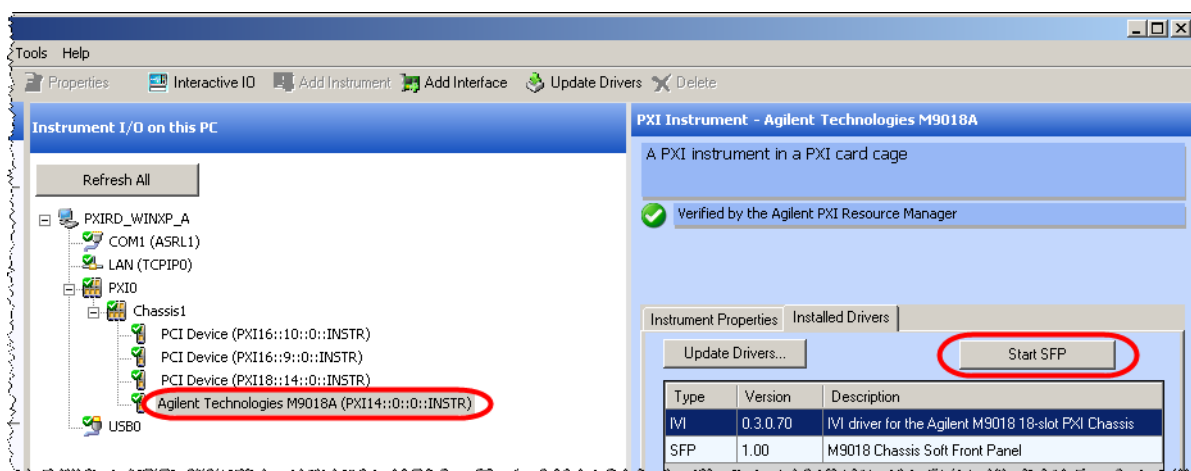 Tools Help
Properties Interactive IO Add Instrument Add Interface Update Drivers Delete
Instrument I/O on this PC
Refresh All
PXIRD_WINXP_A
COM1 (ASRL1)
LAN (TCPIP0)
PXI0
Chassis1
PCI Device (PXI16::10::0::INSTR)
PCI Device (PXI16::9::0::INSTR)
PCI Device (PXI18::14::0::INSTR)
Agilent Technologies M9018A (PXI14::0::0::INSTR)
USB0
PXI Instrument - Agilent Technologies M9018A
A PXI instrument in a PXI card cage
Verified by the Agilent PXI Resource Manager
Instrument Properties Installed Drivers
Update Drivers... Start SFP
Type Version Description
IVI 0.3.0.70 IVI driver for the Agilent M9018 18-slot PXI Chassis
SFP 1.00 M9018 Chassis Soft Front Panel